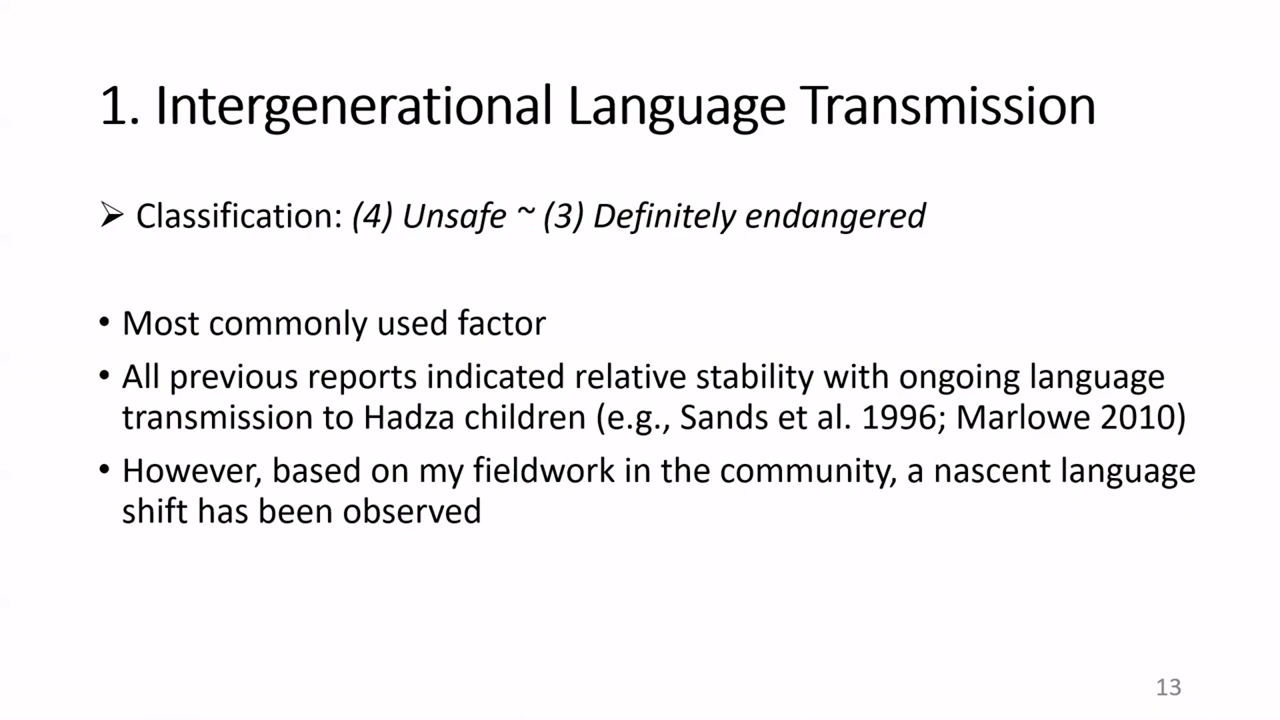 1. Intergenerational Language Transmission
➢ Classification: (4) Unsafe ~ (3) Definitely endangered
• Most commonly used factor
• All previous reports indicated relative stability with ongoing language
transmission to Hadza children (e.g., Sands et al. 1996; Marlowe 2010)
• However, based on my fieldwork in the community, a nascent language
shift has been observed
13